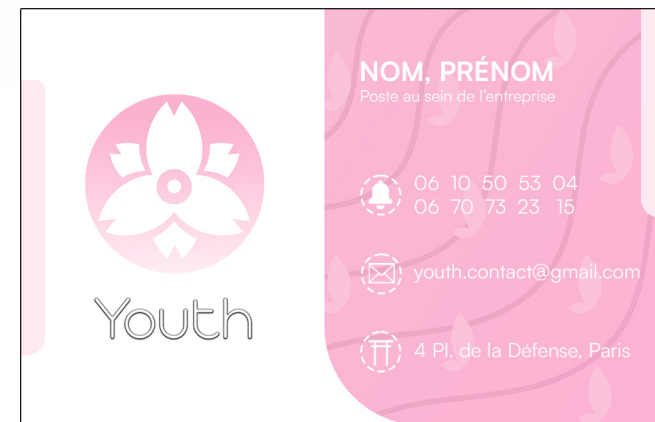 Youth
NOM, PRÉNOM
Poste au sein de l'entreprise
06 10 50 53 04
06 70 73 23 15
youth.contact@gmail.com
4 Pl. de la Défense, Paris